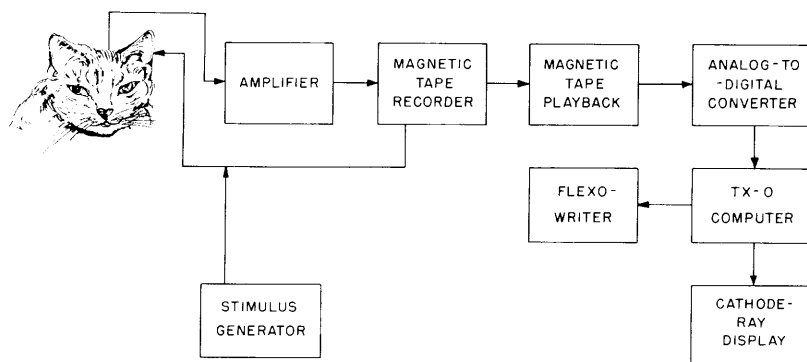 AMPLIFIER
MAGNETIC
TAPE
RECORDER
MAGNETIC
TAPE
PLAYBACK
ANALOG-TO
-DIGITAL
CONVERTER
FLEXO-
WRITER
TX-0
COMPUTER
STIMULUS
GENERATOR
CATHODE-
RAY
DISPLAY